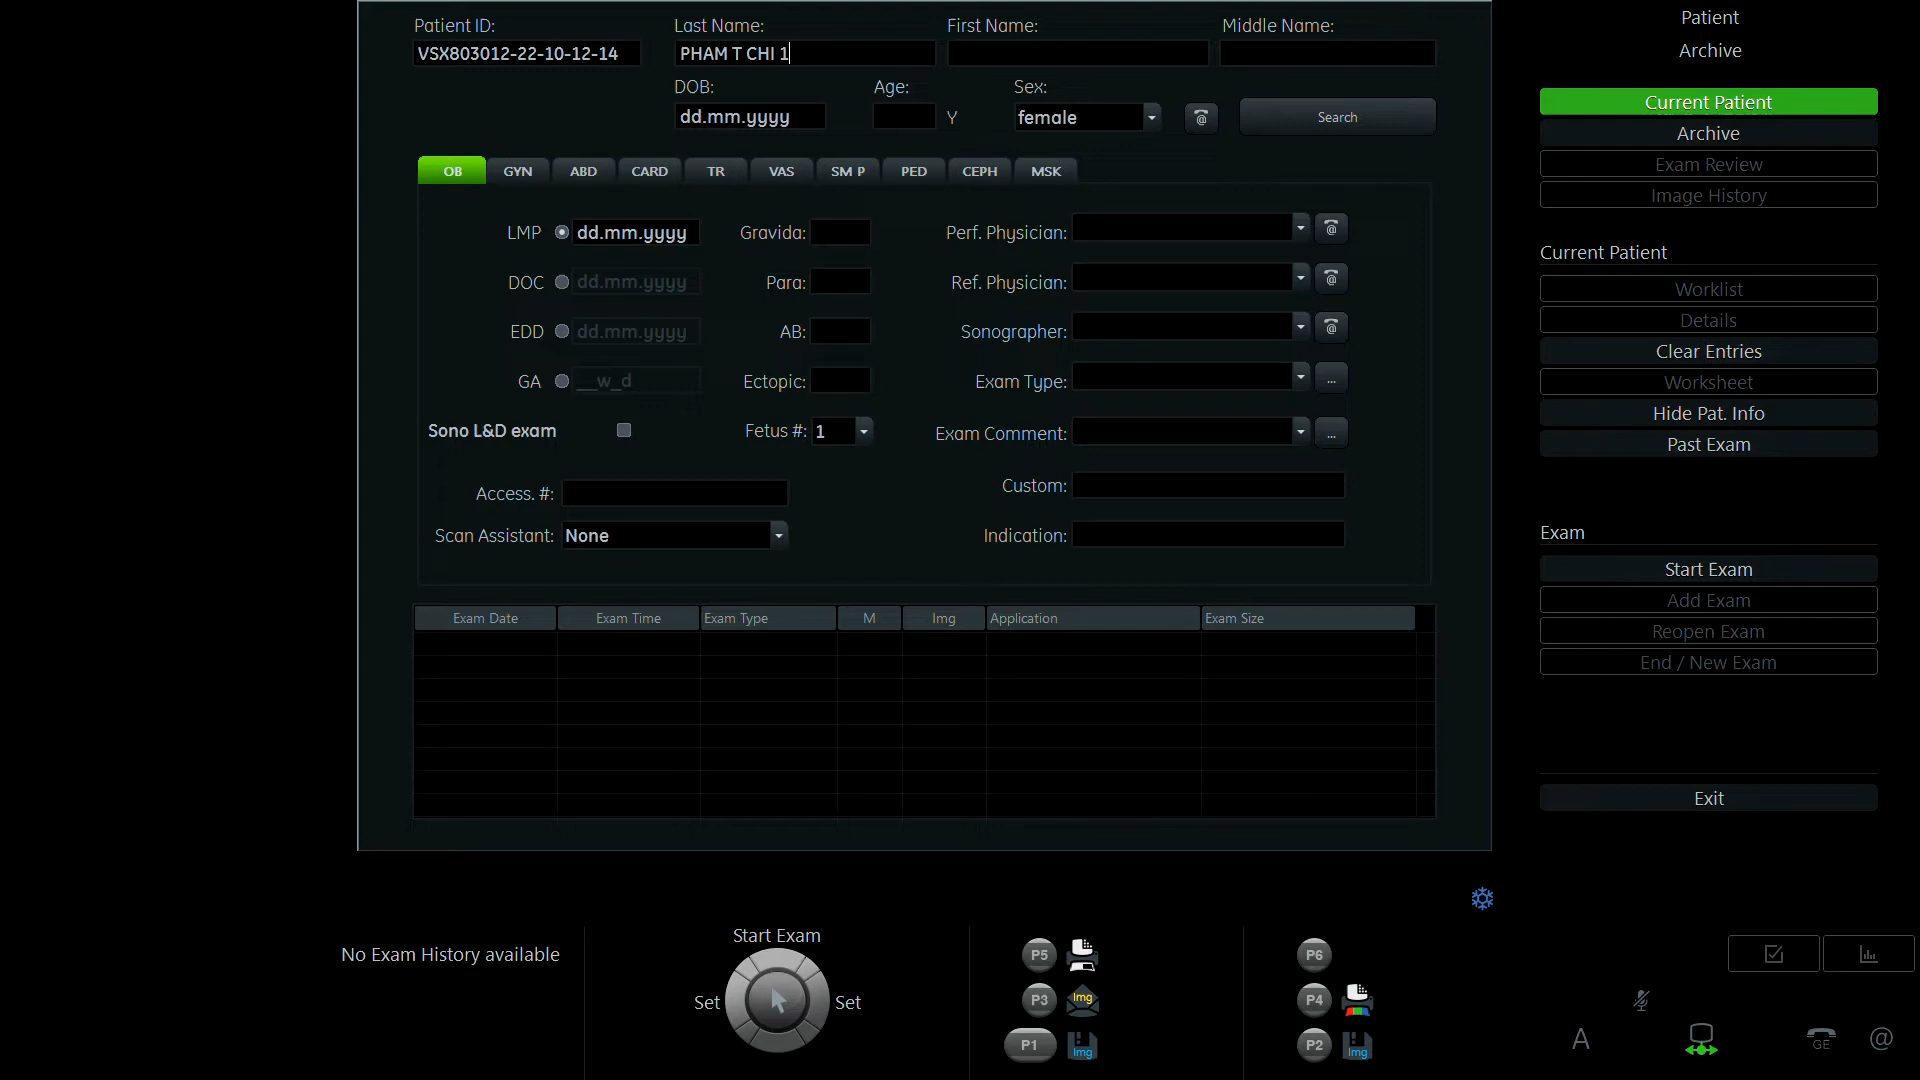 Patient ID: Last Name: First Name: Middle Name:
VSX803012-22-10-12-14 PHAM T CHI 1
DOB: Age: Sex:
dd.mm.yyyy Y female Search
OB GYN ABD CARD TR VAS SM P PED CEPH MSK
LMP dd.mm.yyyy Gravida: Perf. Physician:
DOC dd.mm.yyyy Para: Ref. Physician:
EDD dd.mm.yyyy AB: Sonographer:
GA __w_d Ectopic: Exam Type: ...
Sono L&D exam Fetus #: 1 Exam Comment: ...
Access. #: Custom:
Scan Assistant: None Indication:
Exam Date Exam Time Exam Type M Img Application Exam Size
Patient
Archive
Current Patient
Archive
Exam Review
Image History
Current Patient
Worklist
Details
Clear Entries
Worksheet
Hide Pat. Info
Past Exam
Exam
Start Exam
Add Exam
Reopen Exam
End / New Exam
Exit
No Exam History available
Start Exam
Set Set
P5 P6
P3 Img P4
P1 Img P2 Img
A GE @